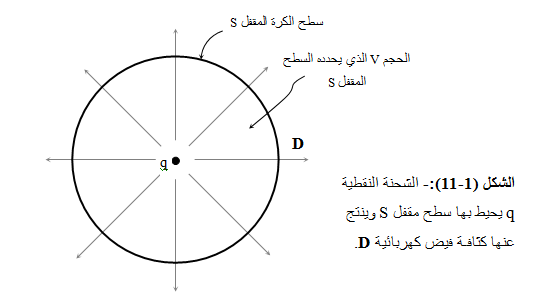 سطح الكرة المقفل S
الحجم V الذي يحدده السطح
المقفل S
D
q
الشكل (1-11):- الشحنة النقطية
q يحيط بها سطح مقفل S وينتج
عنها كثافة فيض كهربائية D.